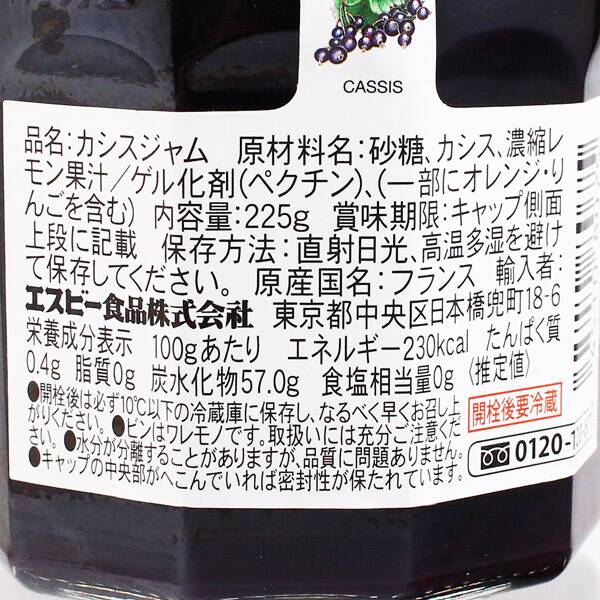 CASSIS
品名:カシスジャム　原材料名:砂糖、カシス、濃縮レ
モン果汁/ゲル化剤(ペクチン)、(一部にオレンジ・り
んごを含む)　内容量:225g　賞味期限:キャップ側面
上段に記載　保存方法:直射日光、高温多湿を避け
て保存してください。　原産国名:フランス　輸入者:
エスビー食品株式会社　東京都中央区日本橋兜町18-6
栄養成分表示　100gあたり　エネルギー230kcal　たんぱく質
0.4g　脂質0g　炭水化物57.0g　食塩相当量0g　〈推定値〉
●開栓後は必ず10℃以下の冷蔵庫に保存し、なるべく早くお召し上
がりください。●ビンはワレモノです。取扱いには充分ご注意くだ
さい。●水分が分離することがありますが、品質に問題ありません。
●キャップの中央部がへこんでいれば密封性が保たれています。
開栓後要冷蔵
0120-1